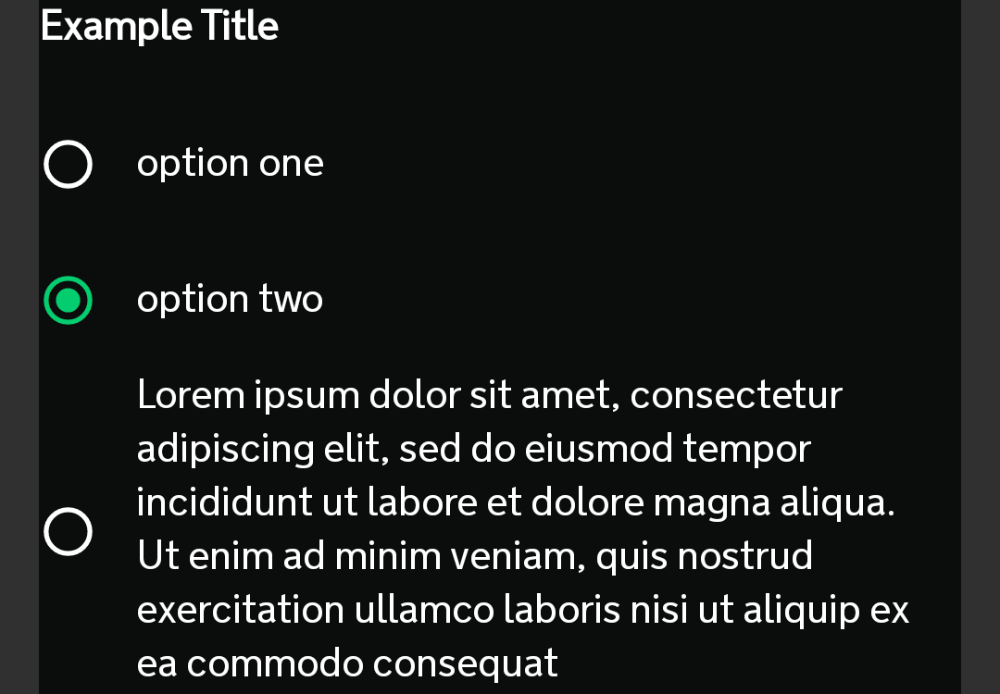 Example Title
option one
option two
Lorem ipsum dolor sit amet, consectetur
adipiscing elit, sed do eiusmod tempor
incididunt ut labore et dolore magna aliqua.
Ut enim ad minim veniam, quis nostrud
exercitation ullamco laboris nisi ut aliquip ex
ea commodo consequat